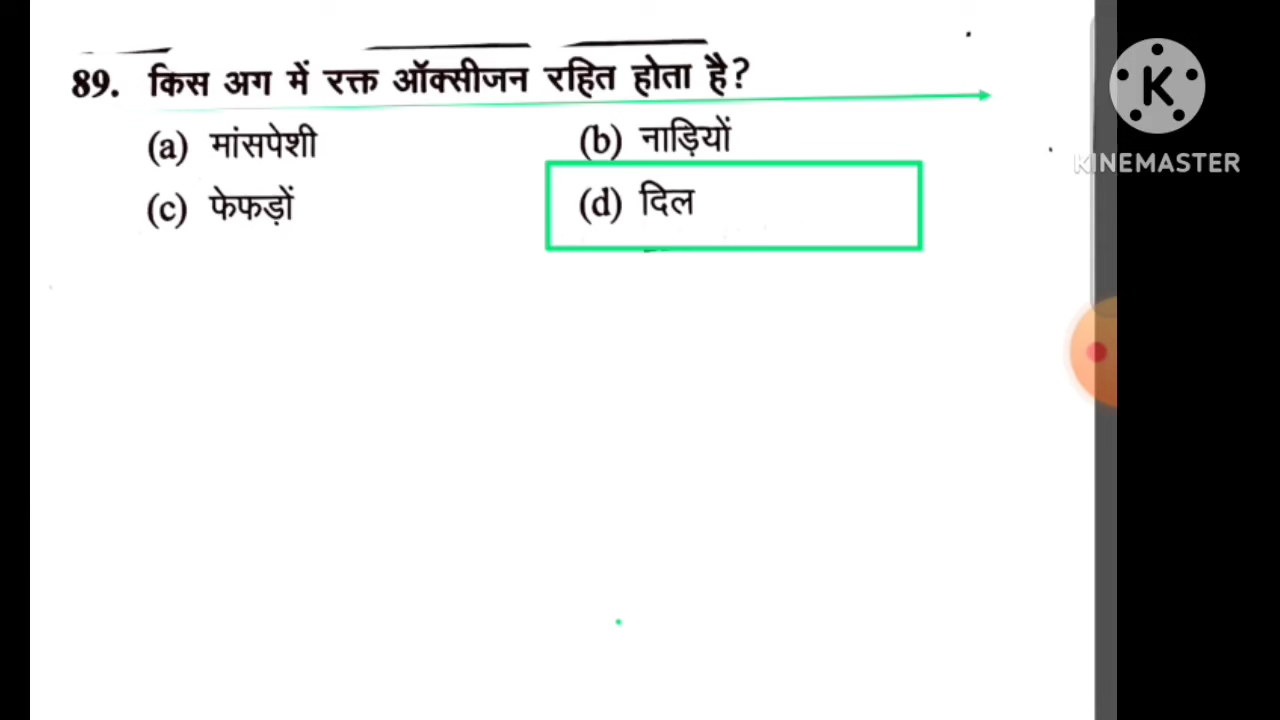 89. किस अग में रक्त ऑक्सीजन रहित होता है?
(a) मांसपेशी (b) नाड़ियों
(c) फेफड़ों (d) दिल
K
KINEMASTER